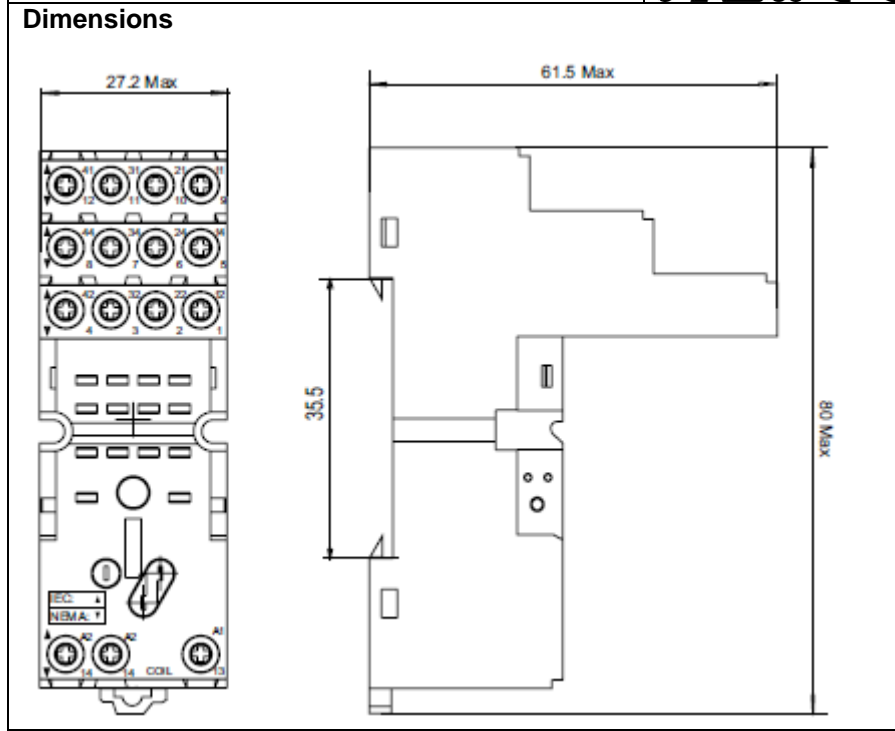 Dimensions
27.2 Max
61.5 Max
41 31 21 11
12 11 10 9
44 34 24 14
8 7 6 5
42 32 22 12
4 3 2 1
35.5
80 Max
IEC:
NEMA:
A2 A2 A1
14 14 COIL 13